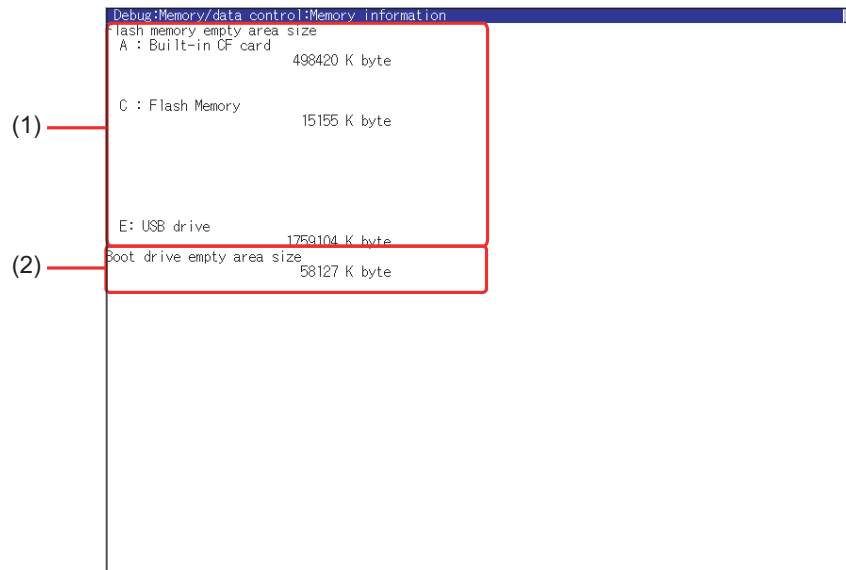 Debug:Memory/data control:Memory information
Flash memory empty area size
A : Built-in CF card
498420 K byte
C : Flash Memory
15155 K byte
(1)
E: USB drive
1759104 K byte
Boot drive empty area size
(2)
58127 K byte